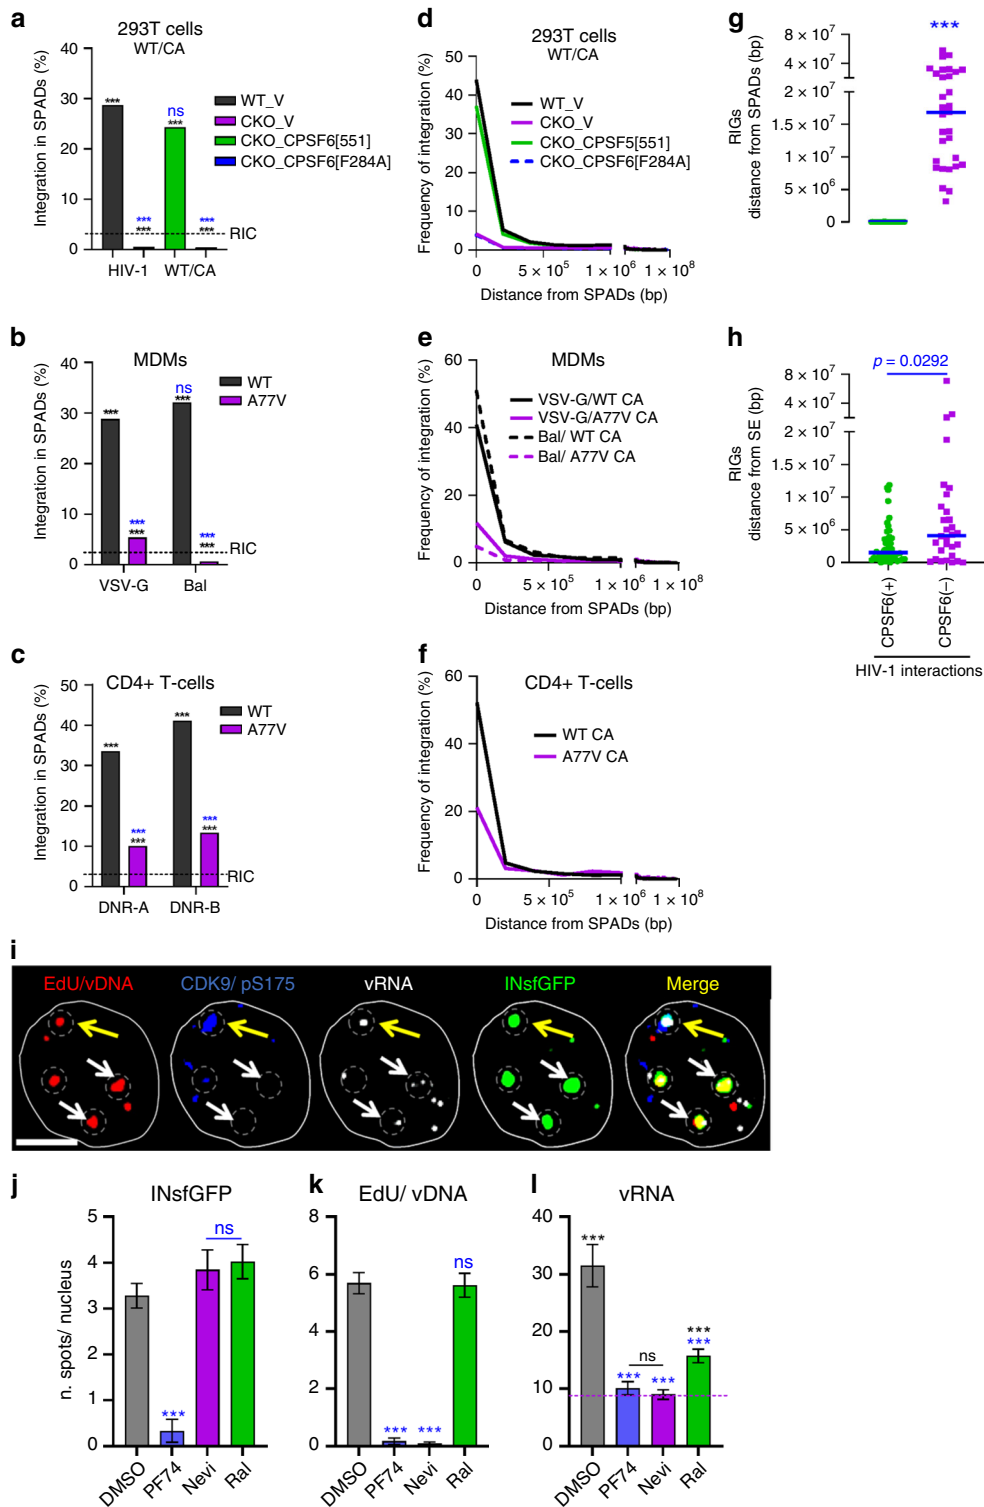 a
293T cells
WT/CA
Integration in SPADs (%)
40
30
20
10
0
***
***
***
ns
***
***
***
RIC
HIV-1
WT/CA
WT_V
CKO_V
CKO_CPSF6[551]
CKO_CPSF6[F284A]
d
293T cells
WT/CA
Frequency of integration (%)
50
40
30
20
10
0
WT_V
CKO_V
CKO_CPSF5[551]
CKO_CPSF6[F284A]
0
5 × 10⁵
1 × 10⁶
1 × 10⁸
Distance from SPADs (bp)
g
RIGs
distance from SPADs (bp)
8 × 10⁷
4 × 10⁷
2 × 10⁷
1.5 × 10⁷
1 × 10⁷
5 × 10⁶
0
***
b
MDMs
Integration in SPADs (%)
40
30
20
10
0
***
***
***
ns
***
***
***
RIC
VSV-G
Bal
WT
A77V
e
MDMs
Frequency of integration (%)
60
40
20
0
VSV-G/WT CA
VSV-G/A77V CA
Bal/ WT CA
Bal/ A77V CA
0
5 × 10⁵
1 × 10⁶
1 × 10⁸
Distance from SPADs (bp)
h
RIGs
distance from SE (bp)
p = 0.0292
8 × 10⁷
4 × 10⁷
2 × 10⁷
1.5 × 10⁷
1 × 10⁷
5 × 10⁶
0
CPSF6(+)
CPSF6(−)
HIV-1 interactions
c
CD4+ T-cells
Integration in SPADs (%)
50
40
30
20
10
0
***
***
***
***
***
***
RIC
DNR-A
DNR-B
WT
A77V
f
CD4+ T-cells
Frequency of integration (%)
60
40
20
0
WT CA
A77V CA
0
5 × 10⁵
1 × 10⁶
1 × 10⁸
Distance from SPADs (bp)
i
EdU/vDNA
CDK9/ pS175
vRNA
INsfGFP
Merge
j
INsfGFP
n. spots/ nucleus
5
4
3
2
1
0
***
ns
DMSO
PF74
Nevi
Ral
k
EdU/ vDNA
8
6
4
2
0
***
***
ns
DMSO
PF74
Nevi
Ral
l
vRNA
40
30
20
10
0
***
***
ns
***
***
***
DMSO
PF74
Nevi
Ral